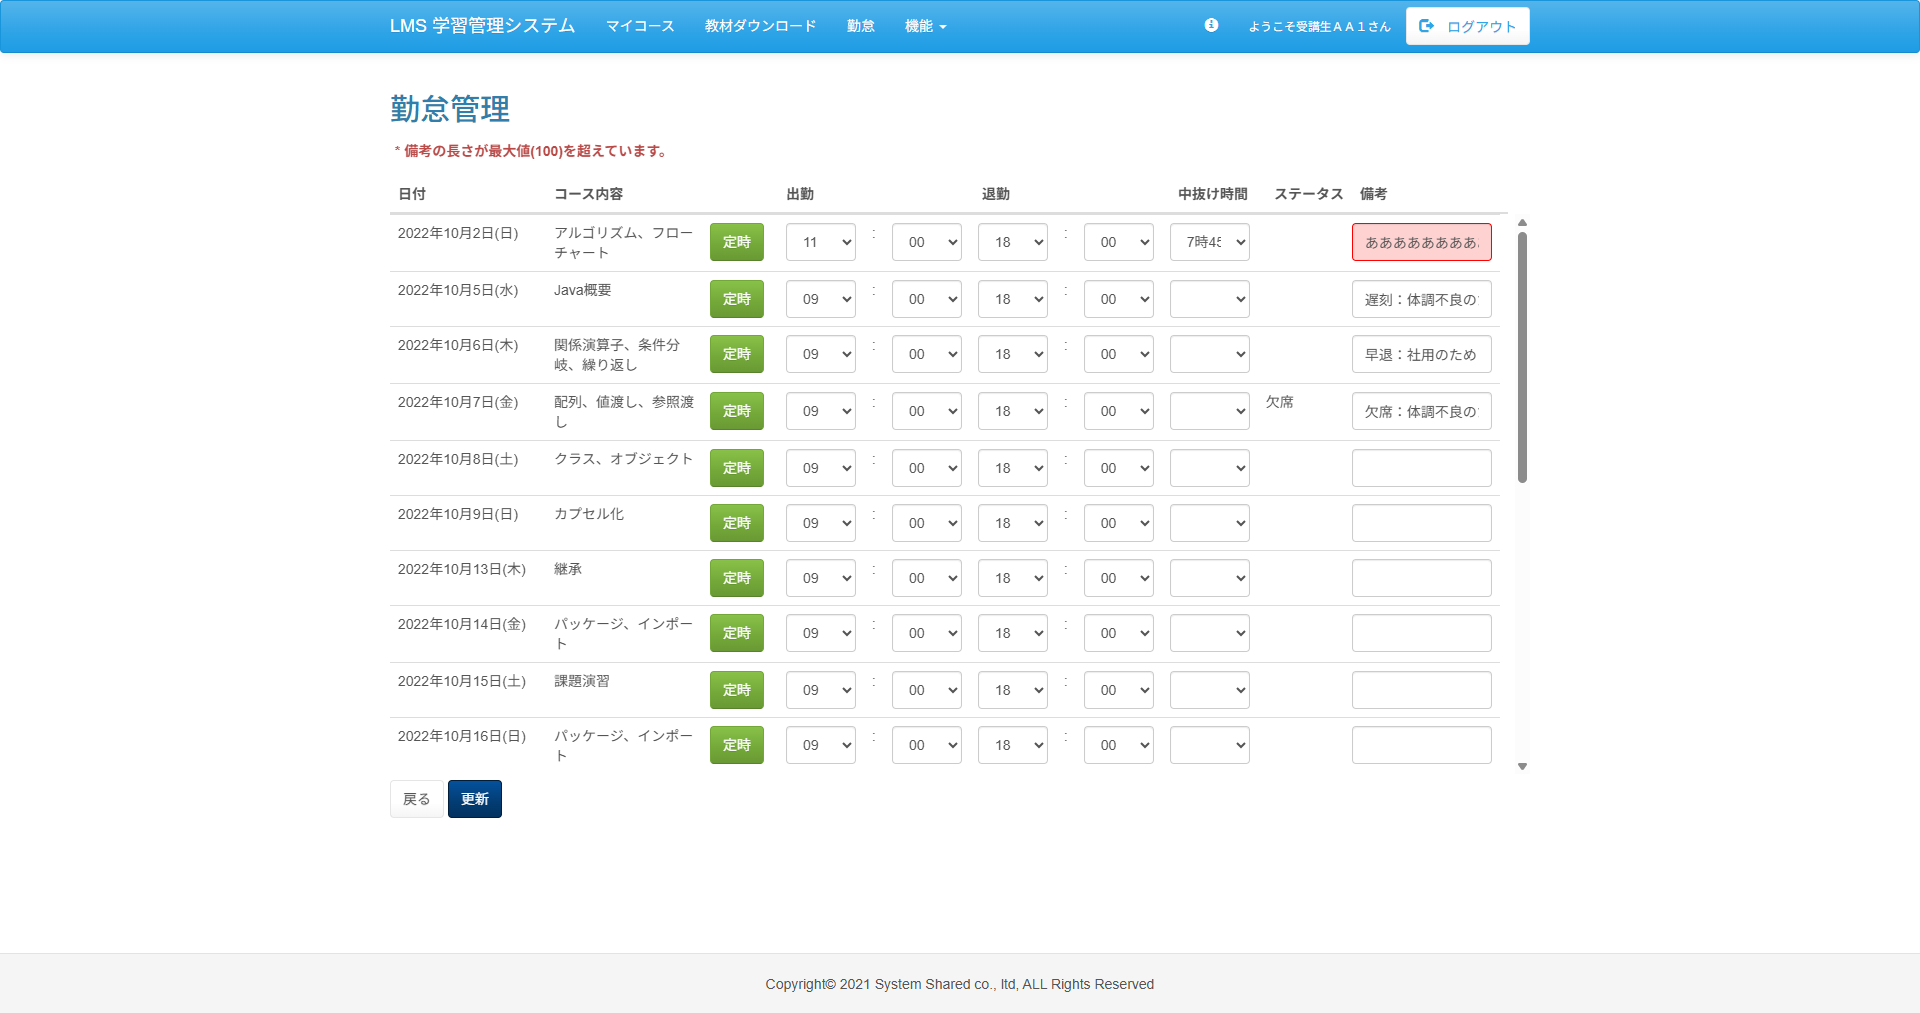 LMS 学習管理システム マイコース 教材ダウンロード 勤怠 機能 ようこそ受講生ＡＡ１さん ログアウト
勤怠管理
* 備考の長さが最大値(100)を超えています。
日付 コース内容 出勤 退勤 中抜け時間 ステータス 備考
2022年10月2日(日) アルゴリズム、フロー 定時 11 : 00 18 : 00 7時45 ああああああああ
チャート
2022年10月5日(水) Java概要 定時 09 : 00 18 : 00 遅刻：体調不良の
2022年10月6日(木) 関係演算子、条件分 定時 09 : 00 18 : 00 早退：社用のため
岐、繰り返し
2022年10月7日(金) 配列、値渡し、参照渡 定時 09 : 00 18 : 00 欠席 欠席：体調不良の
し
2022年10月8日(土) クラス、オブジェクト 定時 09 : 00 18 : 00
2022年10月9日(日) カプセル化 定時 09 : 00 18 : 00
2022年10月13日(木) 継承 定時 09 : 00 18 : 00
2022年10月14日(金) パッケージ、インポー 定時 09 : 00 18 : 00
ト
2022年10月15日(土) 課題演習 定時 09 : 00 18 : 00
2022年10月16日(日) パッケージ、インポー 定時 09 : 00 18 : 00
ト
戻る 更新
Copyright© 2021 System Shared co., ltd, ALL Rights Reserved